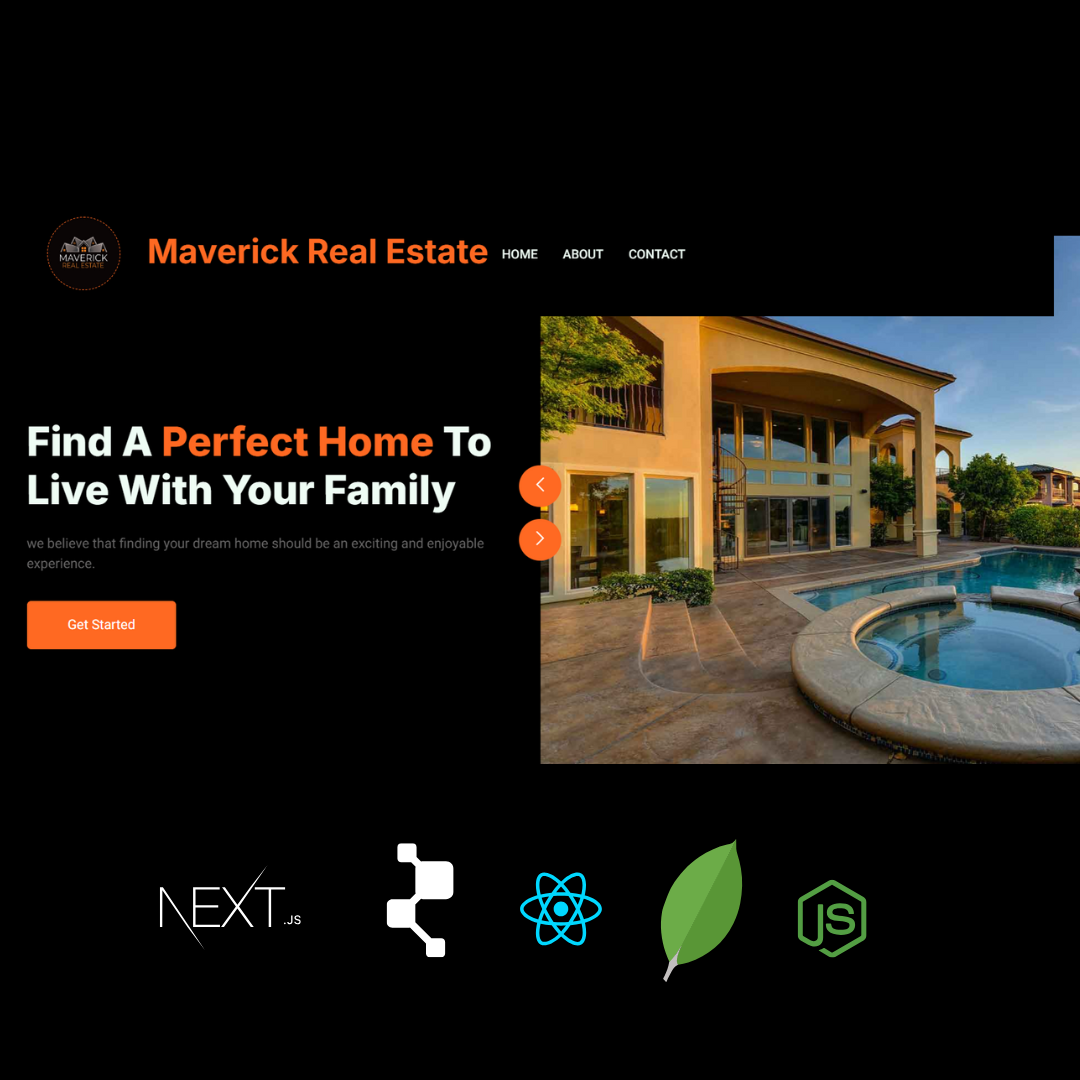 MAVERICK
REAL ESTATE
Maverick Real Estate
HOME ABOUT CONTACT
Find A Perfect Home To
Live With Your Family
we believe that finding your dream home should be an exciting and enjoyable
experience.
Get Started
NEXT.JS
JS